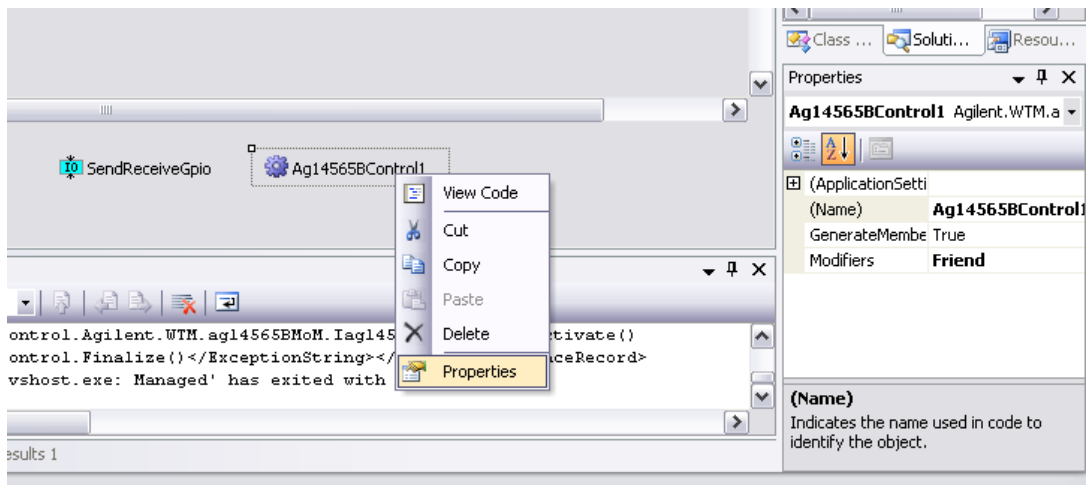 Class ...
Soluti...
Resou...
Properties
Ag14565BControl1 Agilent.WTM.a
(ApplicationSetti
(Name) Ag14565BControl1
GenerateMembe True
Modifiers Friend
(Name)
Indicates the name used in code to
identify the object.
IO SendReceiveGpio
Ag14565BControl1
View Code
Cut
Copy
Paste
Delete
Properties
ontrol.Agilent.WTM.ag14565BMoM.Iag145 tivate()
ontrol.Finalize()</ExceptionString></ ceRecord>
vshost.exe: Managed' has exited with
esults 1